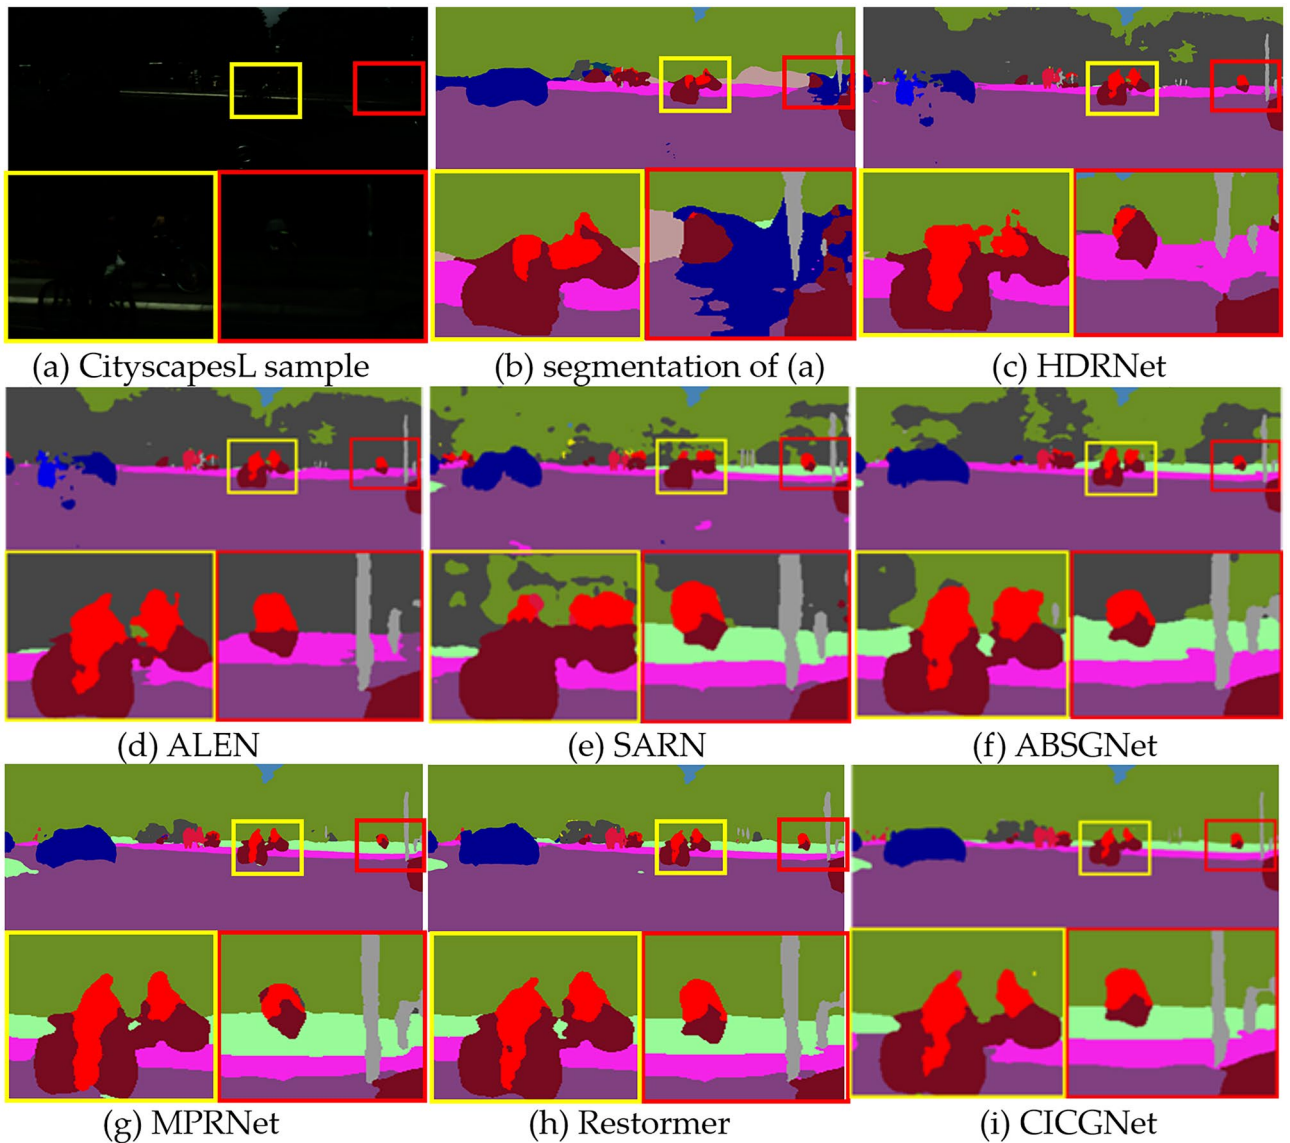 (a) CityscapesL sample
(b) segmentation of (a)
(c) HDRNet
(d) ALEN
(e) SARN
(f) ABSGNet
(g) MPRNet
(h) Restormer
(i) CICGNet